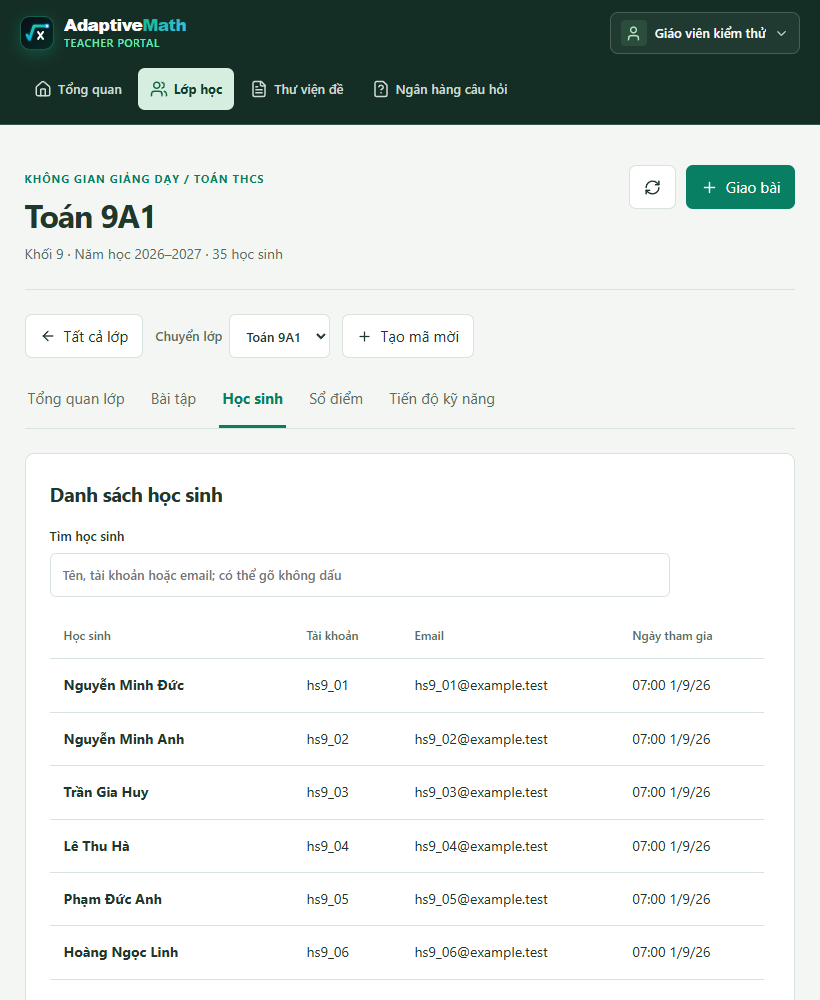 AdaptiveMath
TEACHER PORTAL
Giáo viên kiểm thử
Tổng quan
Lớp học
Thư viện đề
Ngân hàng câu hỏi
KHÔNG GIAN GIẢNG DẠY / TOÁN THCS
Toán 9A1
Khối 9 · Năm học 2026–2027 · 35 học sinh
Giao bài
Tất cả lớp
Chuyển lớp
Toán 9A1
Tạo mã mời
Tổng quan lớp
Bài tập
Học sinh
Sổ điểm
Tiến độ kỹ năng
Danh sách học sinh
Tìm học sinh
Tên, tài khoản hoặc email; có thể gõ không dấu
Học sinh Tài khoản Email Ngày tham gia
Nguyễn Minh Đức hs9_01 hs9_01@example.test 07:00 1/9/26
Nguyễn Minh Anh hs9_02 hs9_02@example.test 07:00 1/9/26
Trần Gia Huy hs9_03 hs9_03@example.test 07:00 1/9/26
Lê Thu Hà hs9_04 hs9_04@example.test 07:00 1/9/26
Phạm Đức Anh hs9_05 hs9_05@example.test 07:00 1/9/26
Hoàng Ngọc Linh hs9_06 hs9_06@example.test 07:00 1/9/26